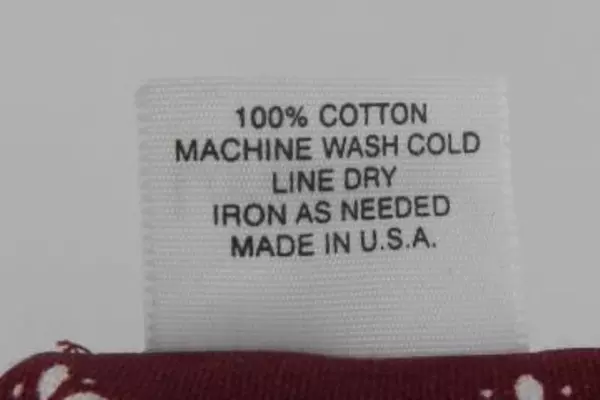 100% COTTON
MACHINE WASH COLD
LINE DRY
IRON AS NEEDED
MADE IN U.S.A.